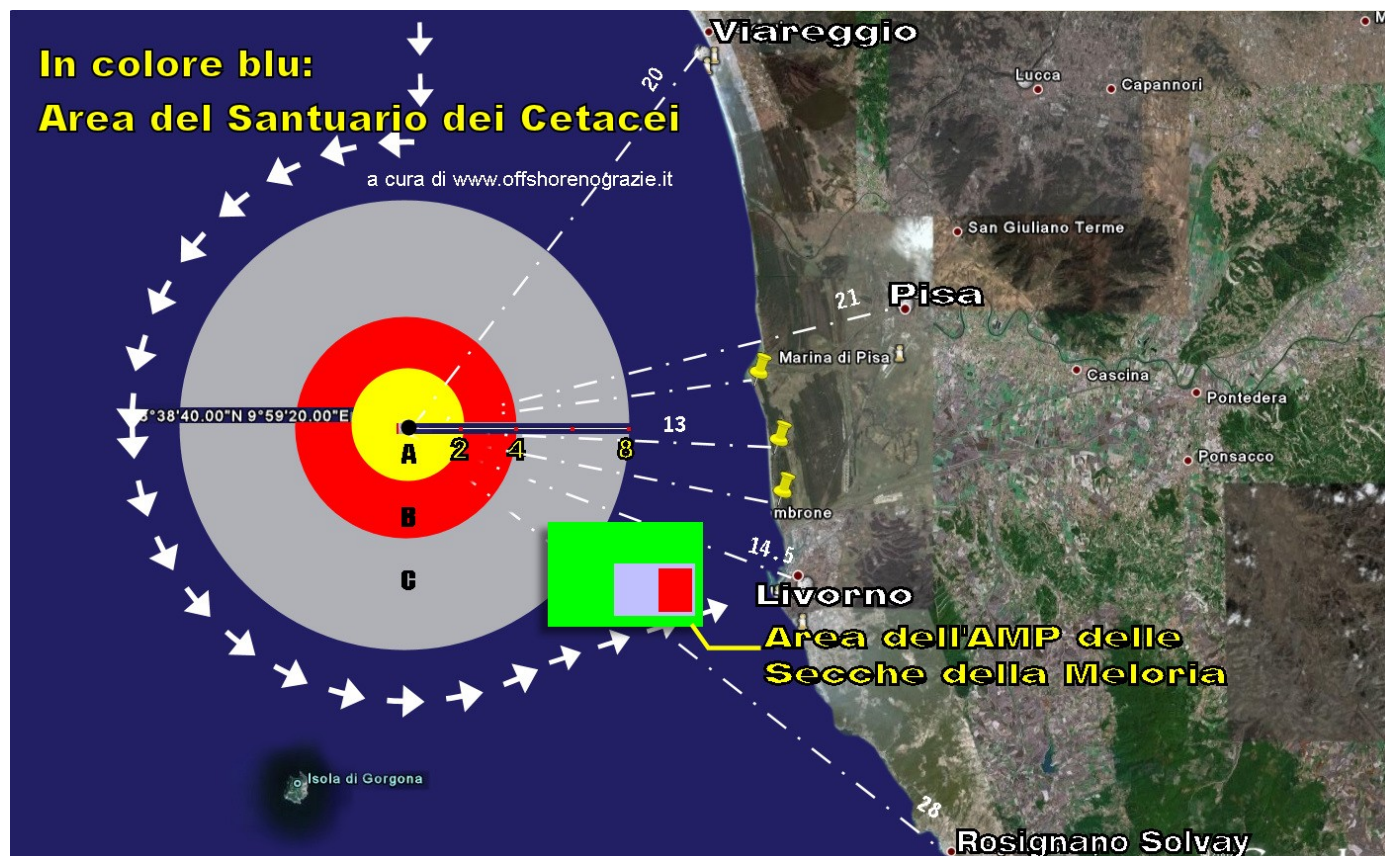 Viareggio
In colore blu:
Area del Santuario dei Cetacei
20
Lucca
Capannori
a cura di www.offshorenograzie.it
San Giuliano Terme
21
Pisa
Marina di Pisa
Cascina
Pontedera
3°38'40.00"N 9°59'20.00"E
13
A
2
4
8
Ponsacco
B
mbrone
14.5
C
Livorno
Area dell'AMP delle
Secche della Meloria
Isola di Gorgona
28
Rosignano Solvay